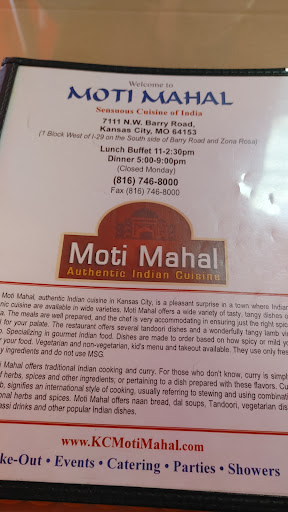 Welcome to
MOTI MAHAL
Sensuous Cuisine of India
7111 N.W. Barry Road,
Kansas City, MO 64153
(1 Block West of I-29 on the South side of Barry Road and Zona Rosa)
Lunch Buffet 11-2:30pm
Dinner 5:00-9:00pm
(Closed Monday)
(816) 746-8000
Fax (816) 746-8000
Moti Mahal
Authentic Indian Cuisine
Moti Mahal, authentic Indian cuisine in Kansas City, is a pleasant surprise in a town where Indian
cuisine are available in wide varieties. Moti Mahal offers a wide variety of tasty, tangy dishes
The meals are well prepared, and the chef is very accommodating in ensuring just the right spic
for your palate. The restaurant offers several tandoori dishes and a wonderfully tangy lamb vi
Specializing in gourmet Indian food. Dishes are made to order based on how spicy or mild yo
your food. Vegetarian and non-vegetarian, kid's menu and takeout available. They use only fres
y ingredients and do not use MSG.
Mahal offers traditional Indian cooking and curry. For those who don't know, curry is simply
f herbs, spices and other ingredients; or pertaining to a dish prepared with these flavors. Cu
signifies an international style of cooking, usually referring to stewing and using combinatio
onal herbs and spices. Moti Mahal offers naan bread, dal soups, Tandoori, vegetarian dis
assi drinks and other popular Indian dishes.
www.KCMotiMahal.com
ke-Out • Events • Catering • Parties • Showers